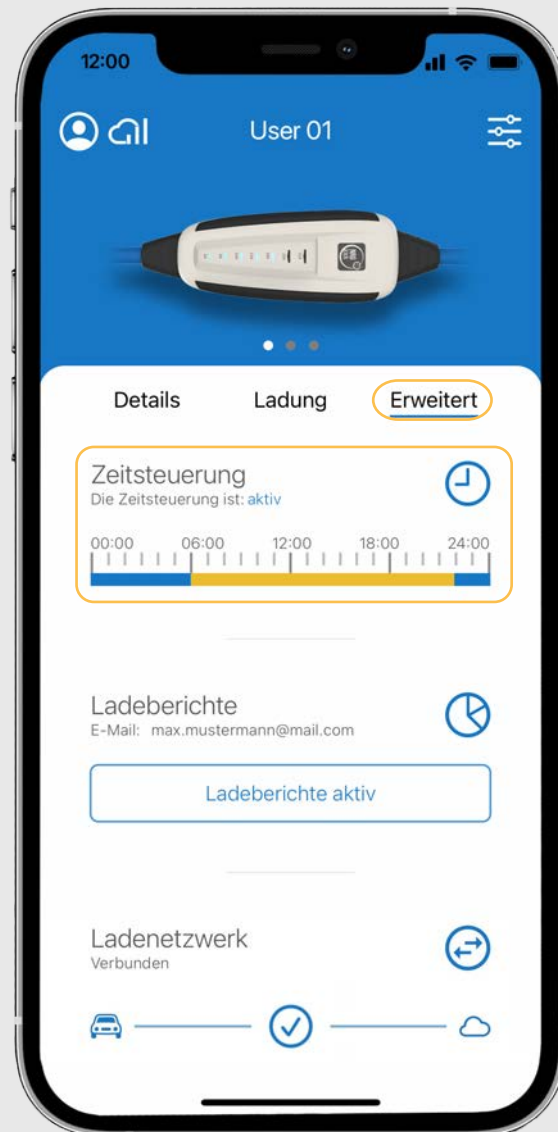 12:00
User 01
Details Ladung Erweitert
Zeitsteuerung
Die Zeitsteuerung ist: aktiv
00:00 06:00 12:00 18:00 24:00
Ladeberichte
E-Mail: max.mustermann@mail.com
Ladeberichte aktiv
Ladenetzwerk
Verbunden